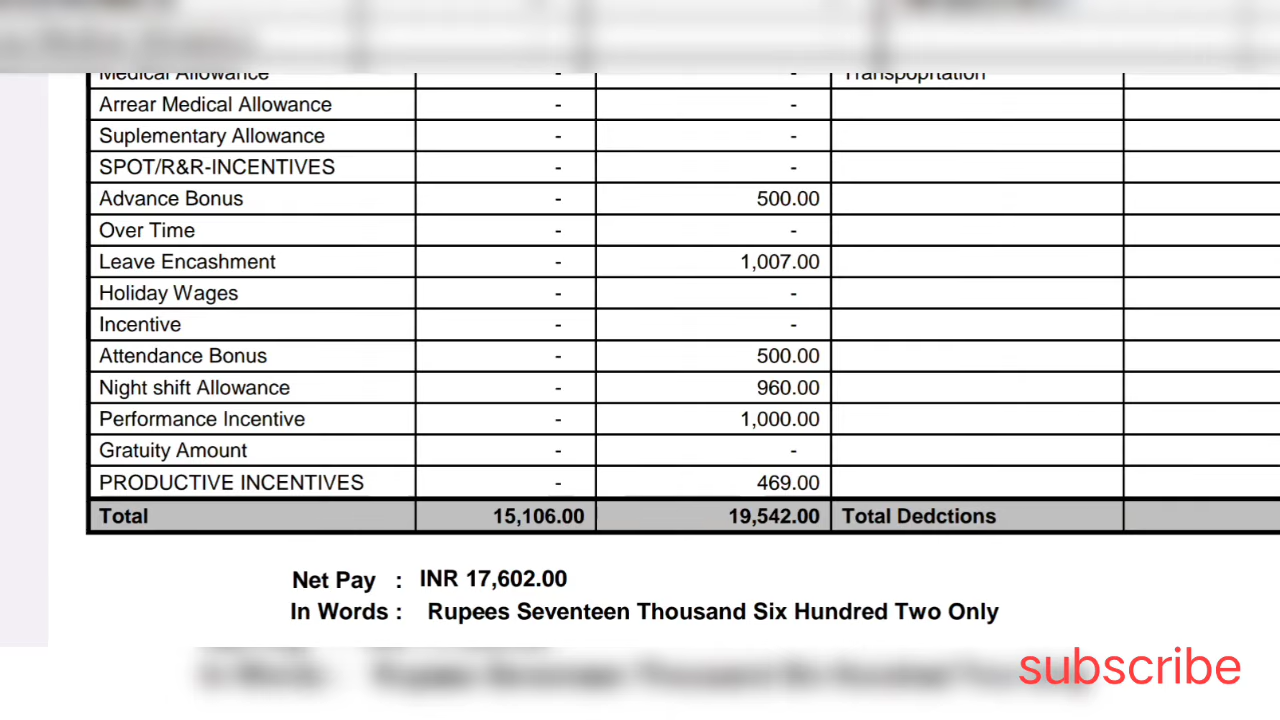 Medical Allowance - - Transpoprtation
Arrear Medical Allowance - -
Suplementary Allowance - -
SPOT/R&R-INCENTIVES - -
Advance Bonus - 500.00
Over Time - -
Leave Encashment - 1,007.00
Holiday Wages - -
Incentive - -
Attendance Bonus - 500.00
Night shift Allowance - 960.00
Performance Incentive - 1,000.00
Gratuity Amount - -
PRODUCTIVE INCENTIVES - 469.00
Total 15,106.00 19,542.00 Total Dedctions
Net Pay : INR 17,602.00
In Words : Rupees Seventeen Thousand Six Hundred Two Only
subscribe